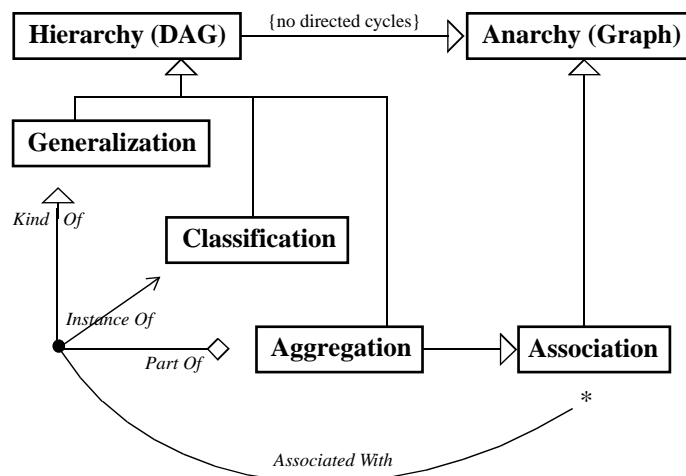 Hierarchy (DAG)
{no directed cycles}
Anarchy (Graph)
Generalization
Kind Of
Classification
Instance Of
Part Of
Aggregation
Association
*
Associated With